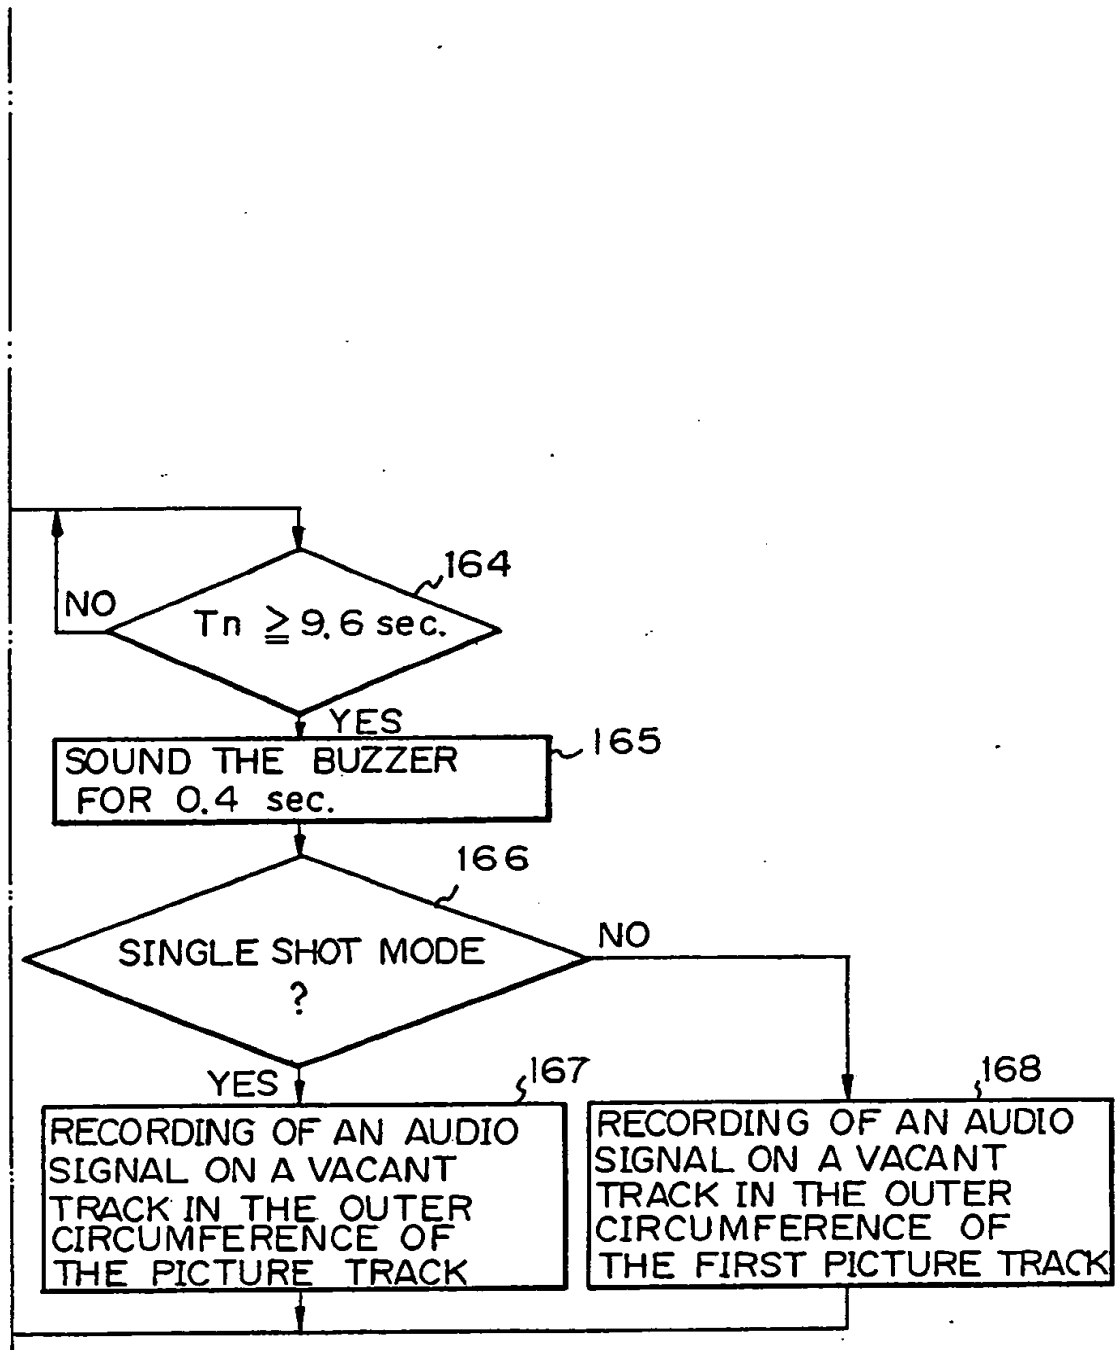 164
NO
Tn ≧ 9.6 sec.
YES
165
SOUND THE BUZZER
FOR 0.4 sec.
166
SINGLE SHOT MODE
?
NO
YES
167
RECORDING OF AN AUDIO
SIGNAL ON A VACANT
TRACK IN THE OUTER
CIRCUMFERENCE OF
THE PICTURE TRACK
168
RECORDING OF AN AUDIO
SIGNAL ON A VACANT
TRACK IN THE OUTER
CIRCUMFERENCE OF
THE FIRST PICTURE TRACK